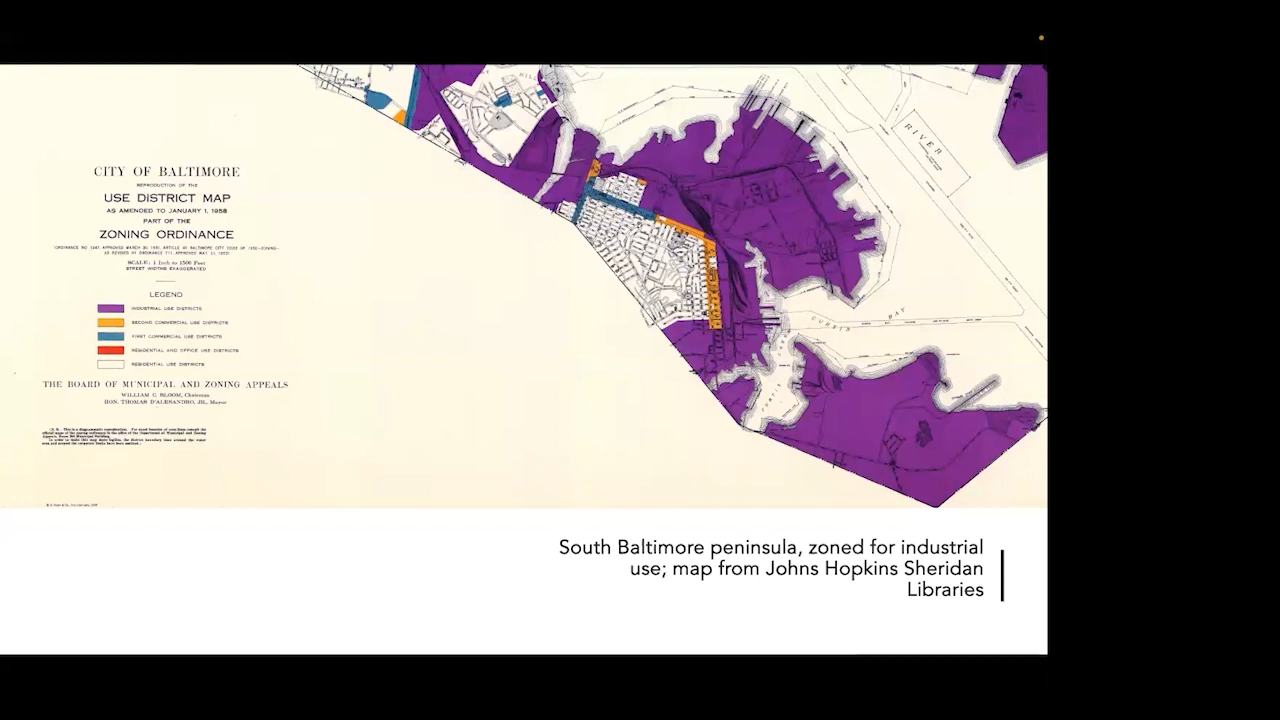 CITY OF BALTIMORE
REPRODUCTION OF THE
USE DISTRICT MAP
AS AMENDED TO JANUARY 1, 1958
PART OF THE
ZONING ORDINANCE
SCALE: 1 Inch to 1500 Feet
STREET WIDTHS EXAGGERATED
LEGEND
INDUSTRIAL USE DISTRICTS
SECOND COMMERCIAL USE DISTRICTS
FIRST COMMERCIAL USE DISTRICTS
RESIDENTIAL AND OFFICE USE DISTRICTS
RESIDENTIAL USE DISTRICTS
THE BOARD OF MUNICIPAL AND ZONING APPEALS
WILLIAM C. BLOOM, Chairman
HON. THOMAS D'ALESANDRO, JR., Mayor
RIVER
CURTIS BAY
South Baltimore peninsula, zoned for industrial
use; map from Johns Hopkins Sheridan
Libraries